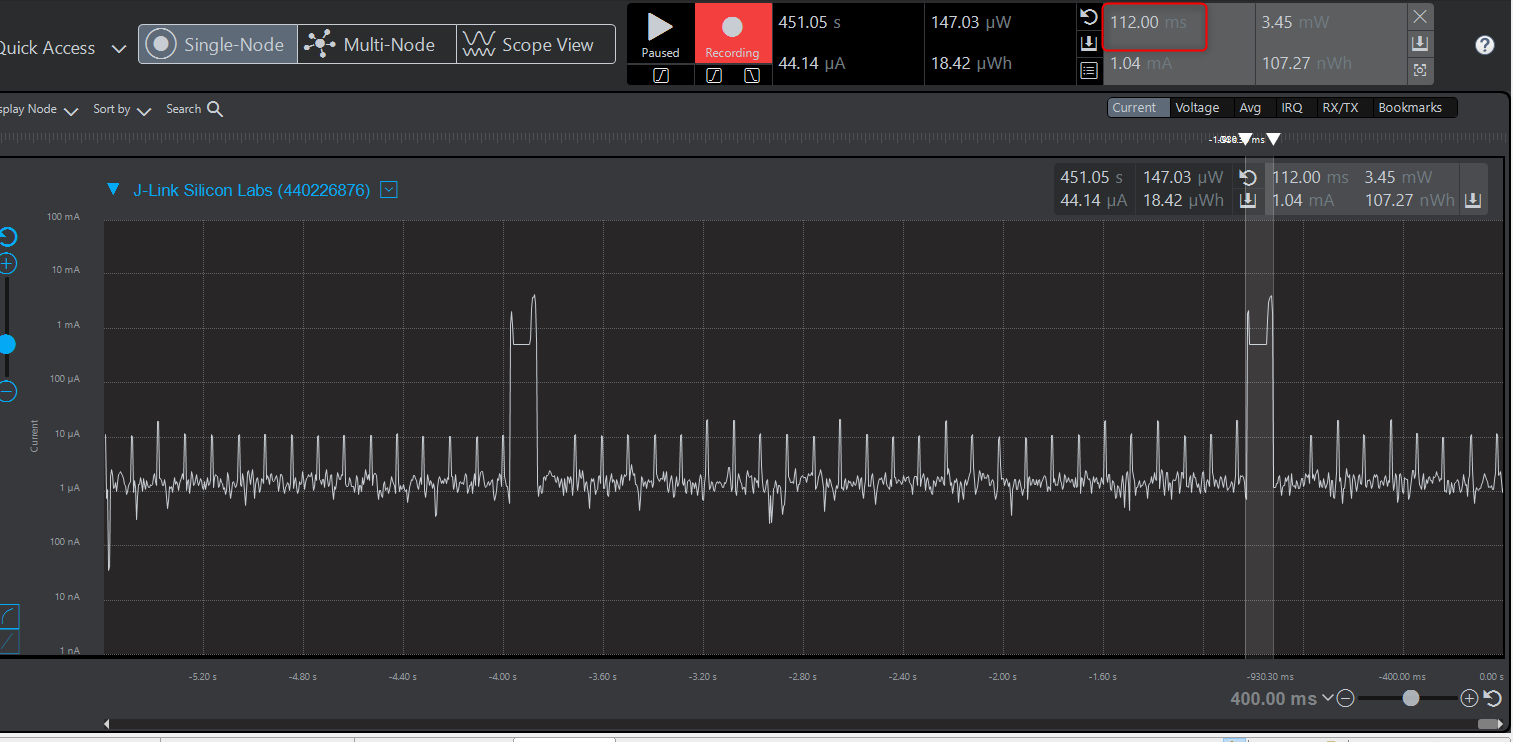 Quick Access
Single-Node
Multi-Node
Scope View
Paused
Recording
451.05 s
44.14 µA
147.03 µW
18.42 µWh
112.00 ms
1.04 mA
3.45 mW
107.27 nWh
splay Node
Sort by
Search
Current
Voltage
Avg
IRQ
RX/TX
Bookmarks
J-Link Silicon Labs (440226876)
451.05 s 147.03 µW 112.00 ms 3.45 mW
44.14 µA 18.42 µWh 1.04 mA 107.27 nWh
100 mA
10 mA
1 mA
100 µA
10 µA
1 µA
100 nA
10 nA
1 nA
Current
-5.20 s
-4.80 s
-4.40 s
-4.00 s
-3.60 s
-3.20 s
-2.80 s
-2.40 s
-2.00 s
-1.60 s
-930.30 ms
-400.00 ms
0.00 s
400.00 ms